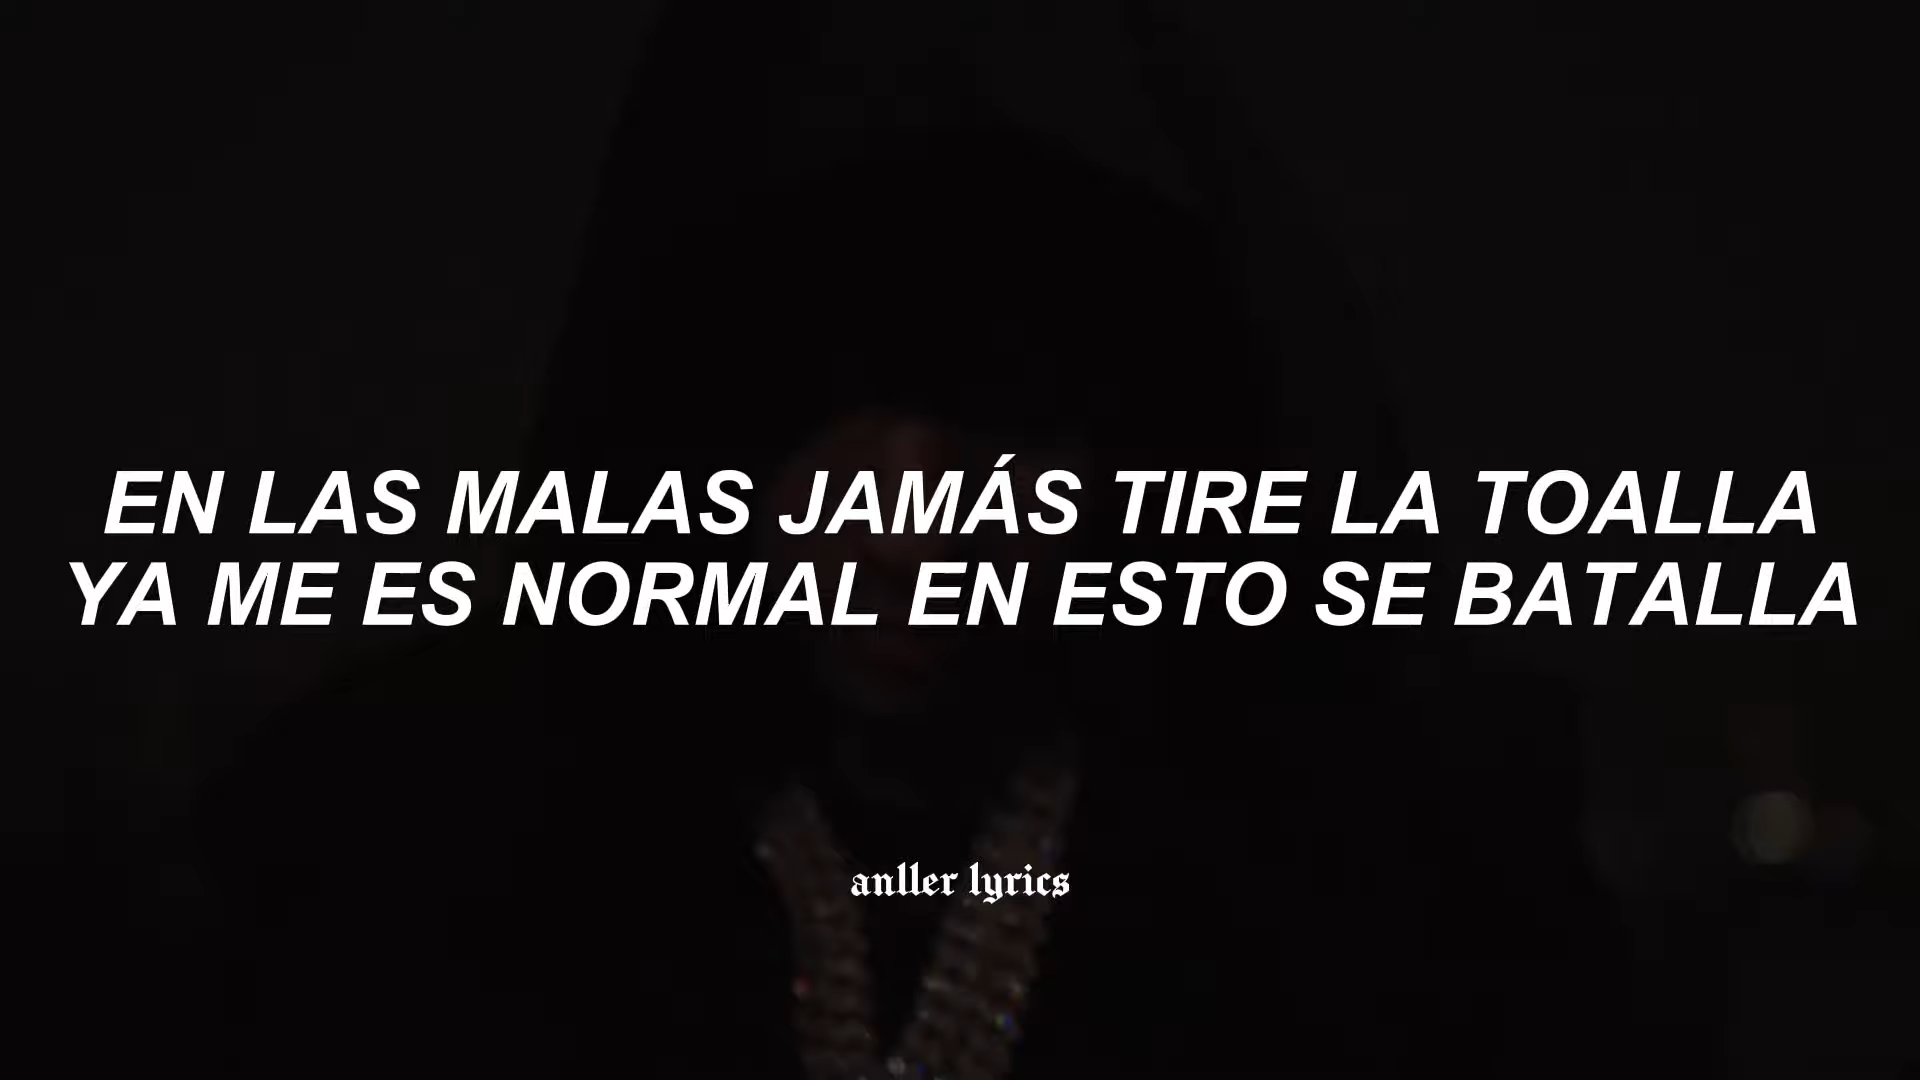 EN LAS MALAS JAMÁS TIRE LA TOALLA
YA ME ES NORMAL EN ESTO SE BATALLA
anller lyrics